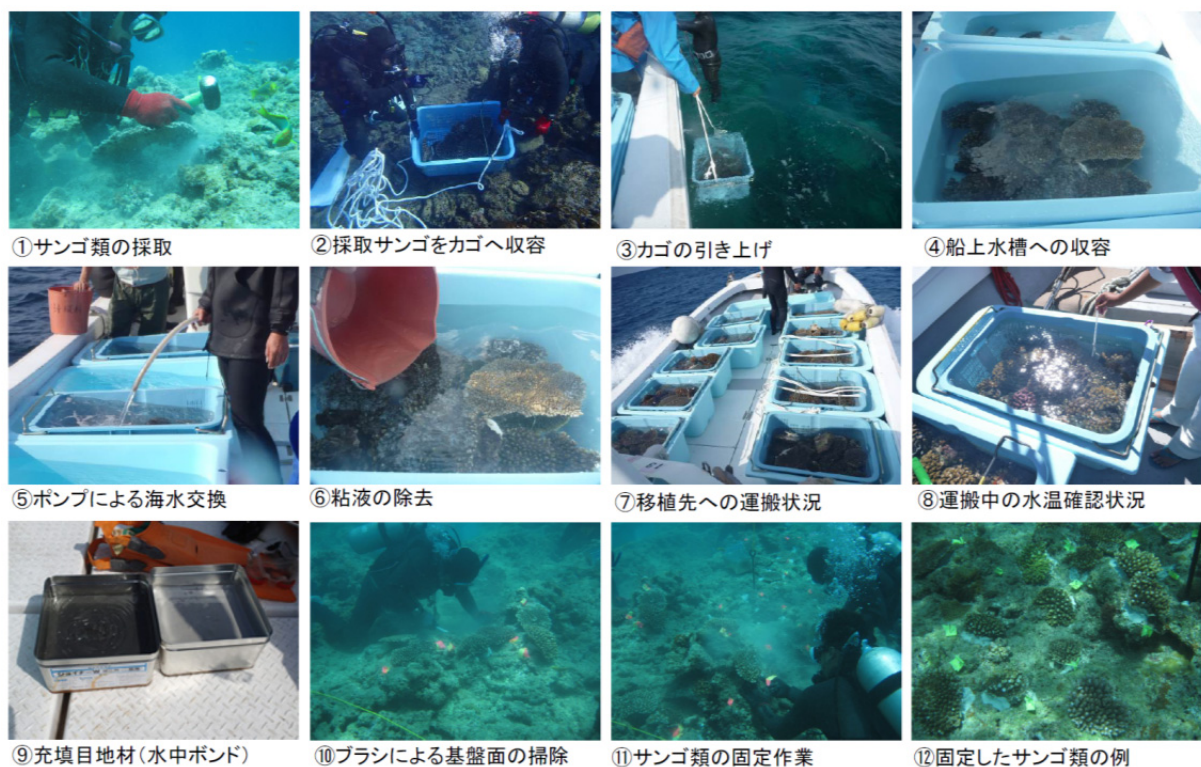 ①サンゴ類の採取
②採取サンゴをカゴへ収容
③カゴの引き上げ
④船上水槽への収容
⑤ポンプによる海水交換
⑥粘液の除去
⑦移植先への運搬状況
⑧運搬中の水温確認状況
⑨充填目地材(水中ボンド)
⑩ブラシによる基盤面の掃除
⑪サンゴ類の固定作業
⑫固定したサンゴ類の例